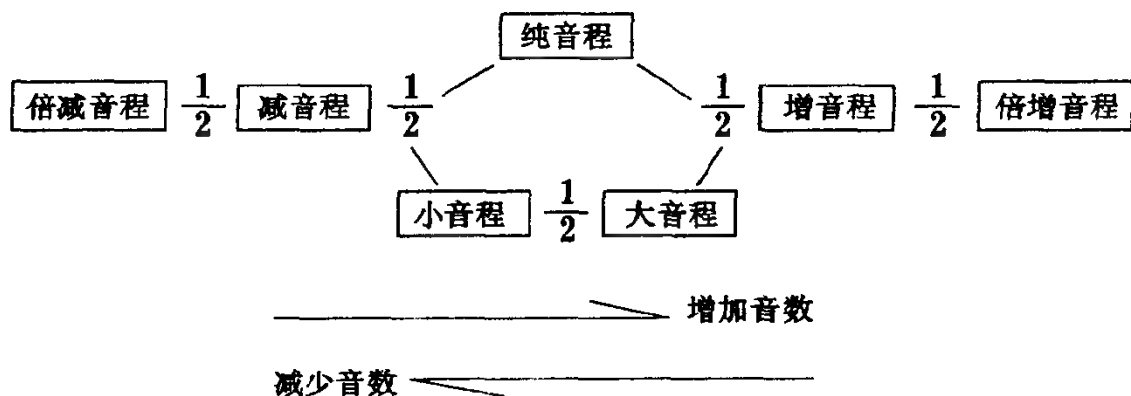 纯音程
倍减音程 1/2 减音程 1/2 1/2 增音程 1/2 倍增音程
小音程 1/2 大音程
增加音数
减少音数